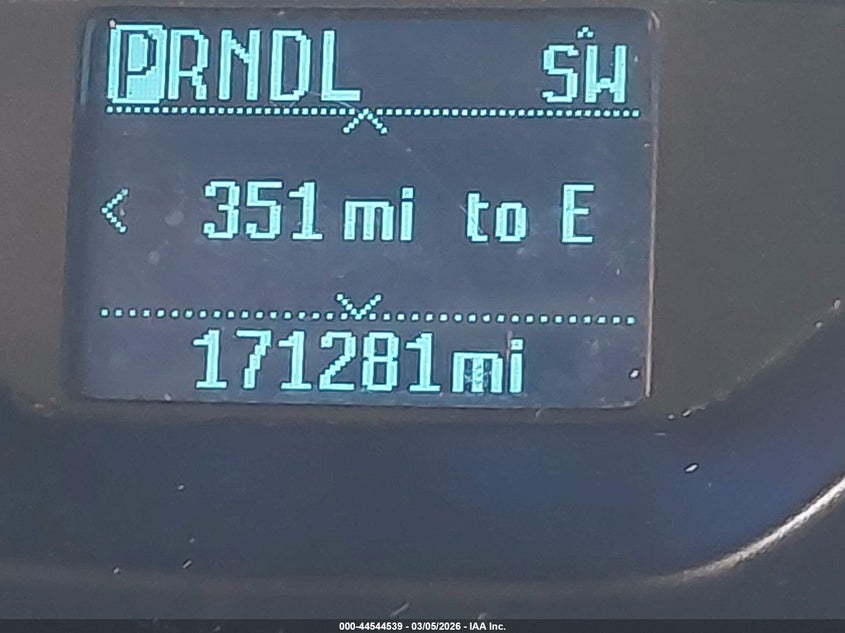 PRNDL SW
351 mi to E
171281mi
000-44544539 - 03/05/2026 - IAA Inc.